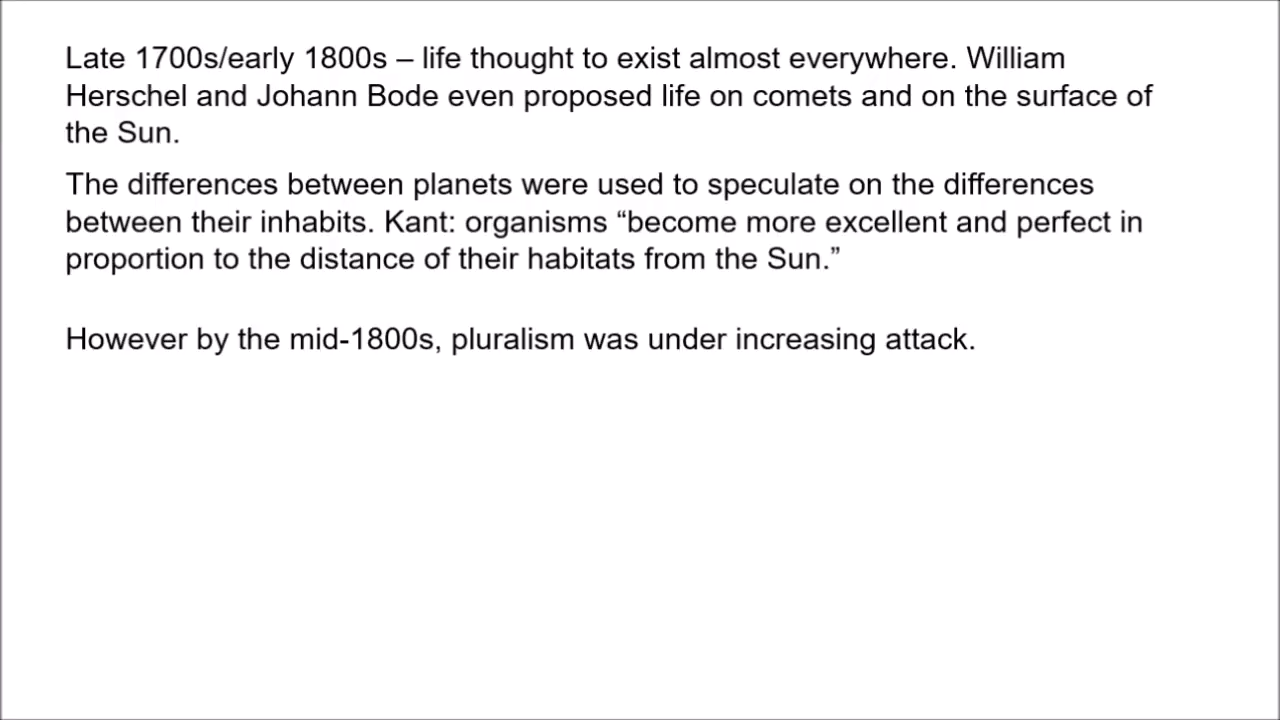 Late 1700s/early 1800s – life thought to exist almost everywhere. William
Herschel and Johann Bode even proposed life on comets and on the surface of
the Sun.
The differences between planets were used to speculate on the differences
between their inhabits. Kant: organisms “become more excellent and perfect in
proportion to the distance of their habitats from the Sun.”
However by the mid-1800s, pluralism was under increasing attack.